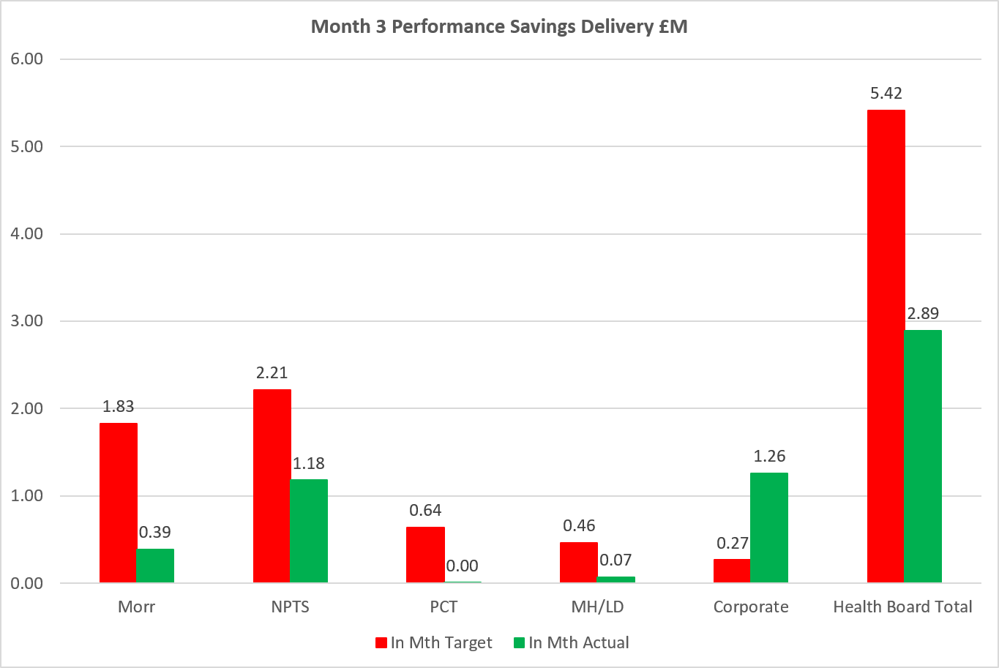 Month 3 Performance Savings Delivery £M
6.00
5.00
4.00
3.00
2.00
1.00
0.00
1.83
0.39
2.21
1.18
0.64
0.00
0.46
0.07
0.27
1.26
5.42
2.89
Morr
NPTS
PCT
MH/LD
Corporate
Health Board Total
In Mth Target
In Mth Actual